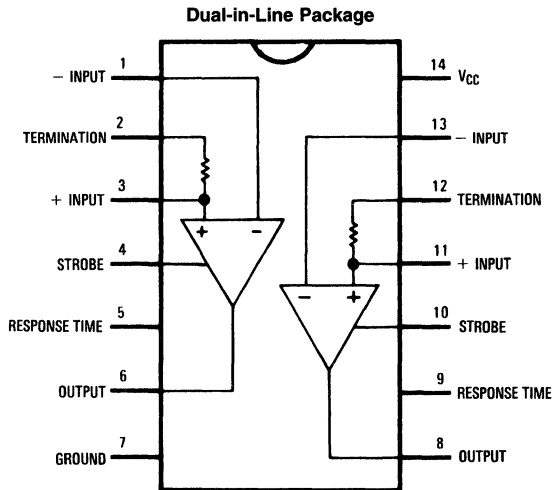 Dual-in-Line Package
− INPUT 1
TERMINATION 2
+ INPUT 3
STROBE 4
RESPONSE TIME 5
OUTPUT 6
GROUND 7
14 VCC
13 − INPUT
12 TERMINATION
11 + INPUT
10 STROBE
9 RESPONSE TIME
8 OUTPUT
+ −
− +